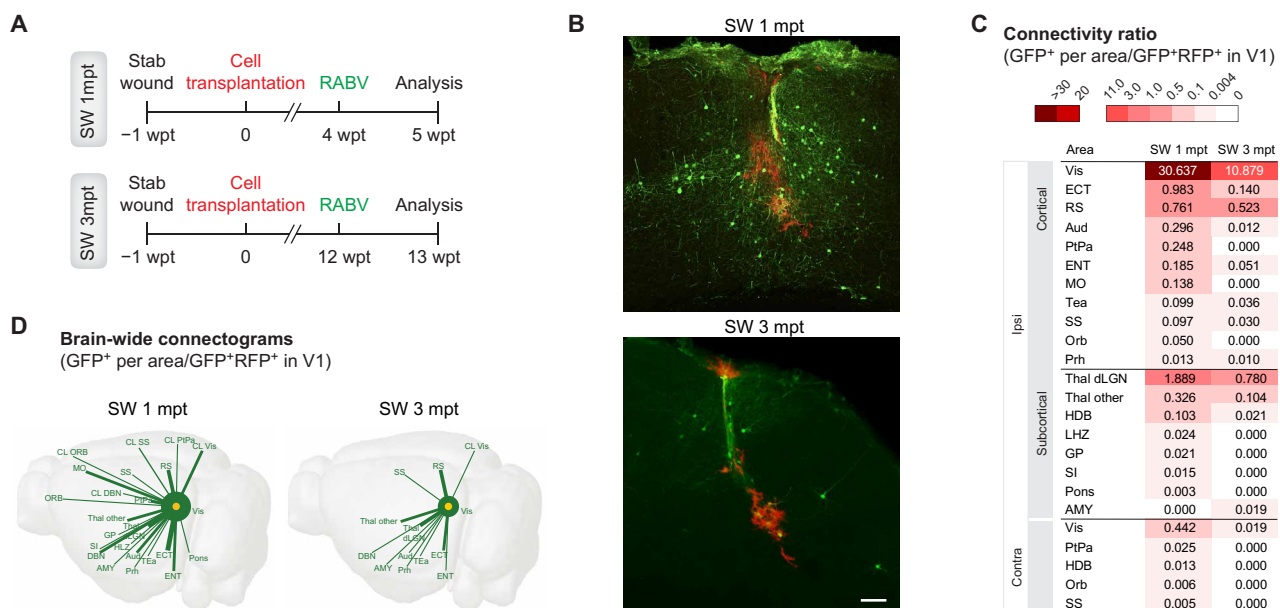 A
SW 1mpt
Stab wound
Cell transplantation
RABV
Analysis
−1 wpt
0
4 wpt
5 wpt
SW 3mpt
Stab wound
Cell transplantation
RABV
Analysis
−1 wpt
0
12 wpt
13 wpt
B
SW 1 mpt
SW 3 mpt
C
Connectivity ratio
(GFP+ per area/GFP+RFP+ in V1)
>30
20
11.0
3.0
1.0
0.5
0.1
0.004
0
Area SW 1 mpt SW 3 mpt
Ipsi
Cortical
Vis 30.637 10.879
ECT 0.983 0.140
RS 0.761 0.523
Aud 0.296 0.012
PtPa 0.248 0.000
ENT 0.185 0.051
MO 0.138 0.000
Tea 0.099 0.036
SS 0.097 0.030
Orb 0.050 0.000
Prh 0.013 0.010
Subcortical
Thal dLGN 1.889 0.780
Thal other 0.326 0.104
HDB 0.103 0.021
LHZ 0.024 0.000
GP 0.021 0.000
SI 0.015 0.000
Pons 0.003 0.000
AMY 0.000 0.019
Contra
Vis 0.442 0.019
PtPa 0.025 0.000
HDB 0.013 0.000
Orb 0.006 0.000
SS 0.005 0.000
D
Brain-wide connectograms
(GFP+ per area/GFP+RFP+ in V1)
SW 1 mpt
CL PtPa
CL SS
CL Vis
CL ORB
MO
SS
RS
CL DBN
ORB
PtPa
Vis
Thal other
Thal
dLGN
GP
SI
HLZ
DBN
Aud
TEa
ECT
Pons
AMY
Prh
ENT
SW 3 mpt
CL Vis
RS
SS
Vis
Thal other
Thal
dLGN
DBN
Aud
TEa
ECT
AMY
Prh
ENT